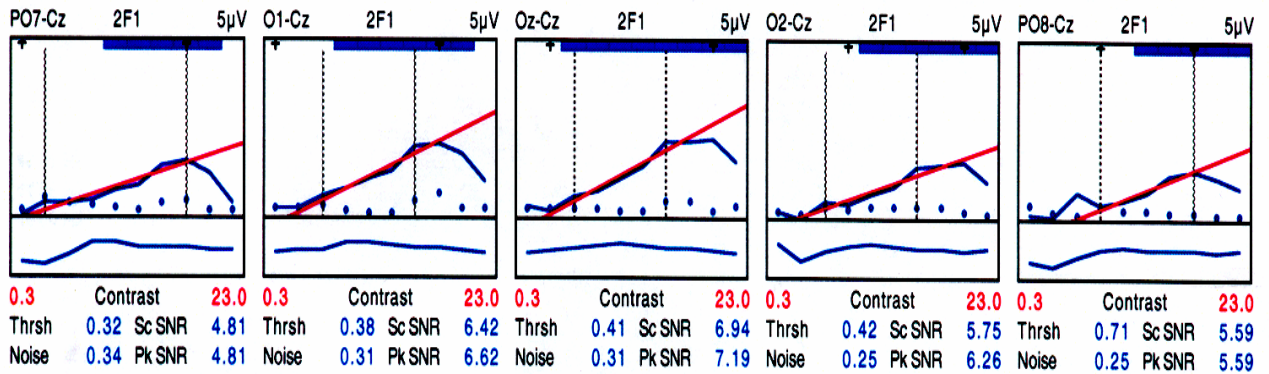 PO7-Cz 2F1 5µV
0.3 Contrast 23.0
Thrsh 0.32 Sc SNR 4.81
Noise 0.34 Pk SNR 4.81
O1-Cz 2F1 5µV
0.3 Contrast 23.0
Thrsh 0.38 Sc SNR 6.42
Noise 0.31 Pk SNR 6.62
Oz-Cz 2F1 5µV
0.3 Contrast 23.0
Thrsh 0.41 Sc SNR 6.94
Noise 0.31 Pk SNR 7.19
O2-Cz 2F1 5µV
0.3 Contrast 23.0
Thrsh 0.42 Sc SNR 5.75
Noise 0.25 Pk SNR 6.26
PO8-Cz 2F1 5µV
0.3 Contrast 23.0
Thrsh 0.71 Sc SNR 5.59
Noise 0.25 Pk SNR 5.59